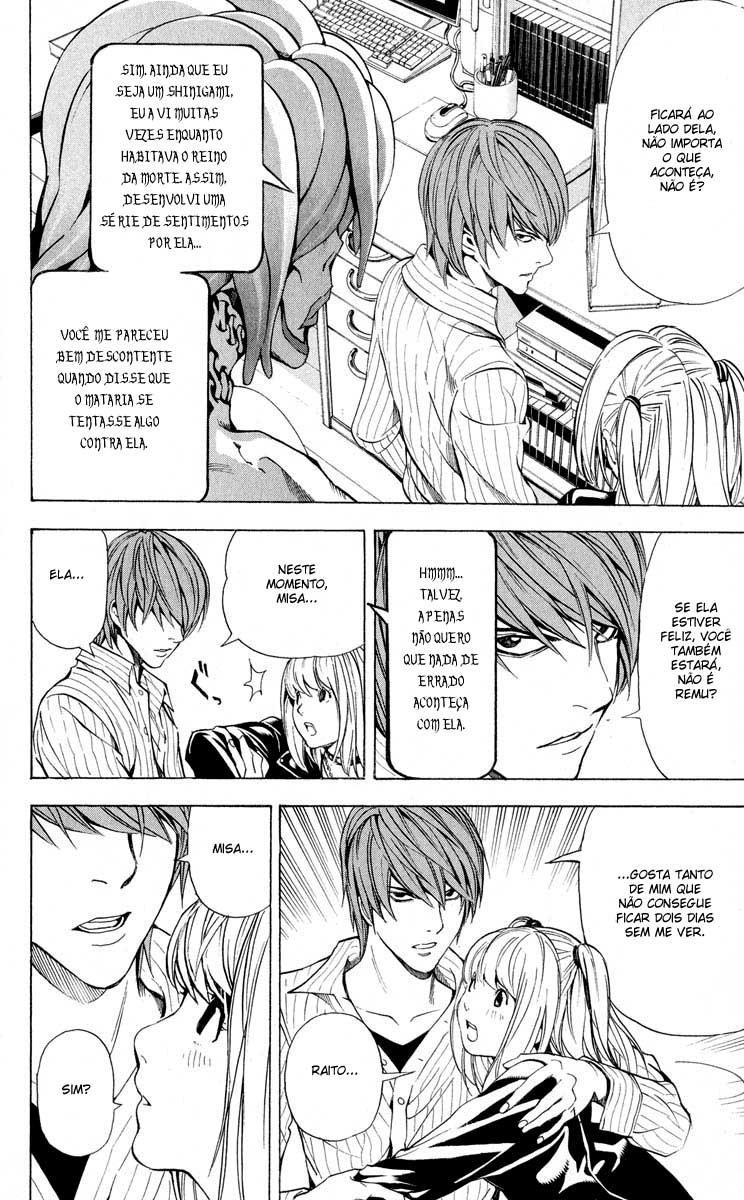 FICARÁ AO
LADO DELA,
NÃO IMPORTA
O QUE
ACONTEÇA,
NÃO É?
SIM. AINDA QUE EU
SEJA UM SHINIGAMI,
EU A VI MUITAS
VEZES ENQUANTO
HABITAVA O REINO
DA MORTE. ASSIM,
DESENVOLVI UMA
SÉRIE DE SENTIMENTOS
POR ELA...
VOCÊ ME PARECEU
BEM DESCONTENTE
QUANDO DISSE QUE
O MATARIA SE
TENTASSE ALGO
CONTRA ELA.
SE ELA
ESTIVER
FELIZ, VOCÊ
TAMBÉM
ESTARÁ,
NÃO É
REMU?
HMMM...
TALVEZ
APENAS
NÃO QUERO
QUE NADA DE
ERRADO
ACONTEÇA
COM ELA.
NESTE
MOMENTO,
MISA...
ELA...
...GOSTA TANTO
DE MIM QUE
NÃO CONSEGUE
FICAR DOIS DIAS
SEM ME VER.
RAITO...
MISA...
SIM?